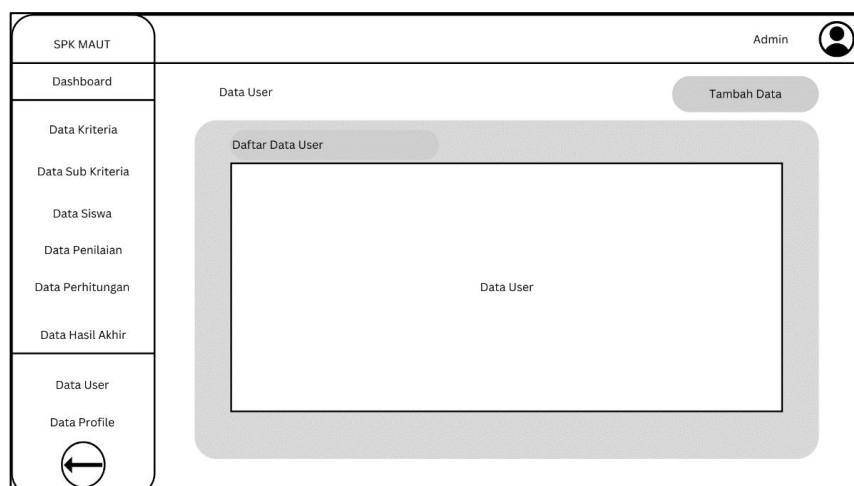 SPK MAUT
Admin
Dashboard
Data Kriteria
Data Sub Kriteria
Data Siswa
Data Penilaian
Data Perhitungan
Data Hasil Akhir
Data User
Data Profile
Data User
Tambah Data
Daftar Data User
Data User